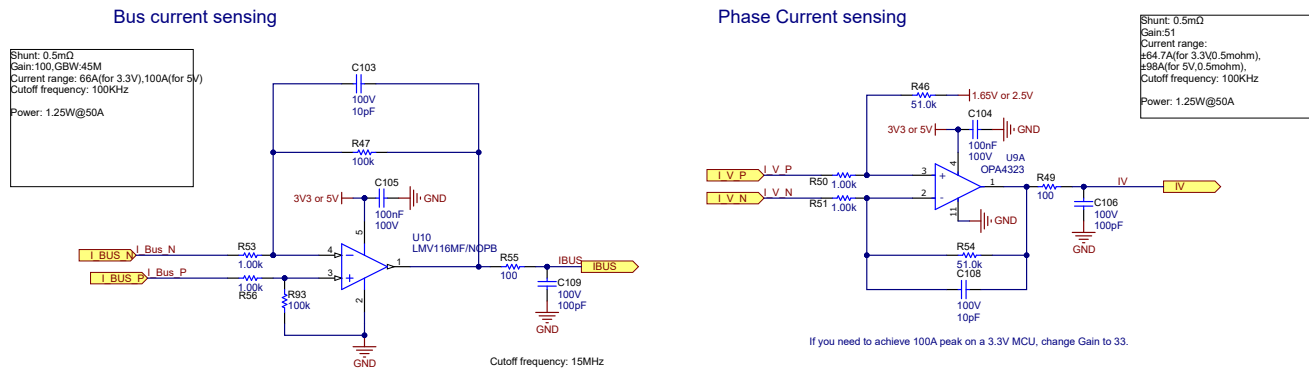 Bus current sensing
Shunt: 0.5mΩ
Gain:100,GBW:45M
Current range: 66A(for 3.3V),100A(for 5V)
Cutoff frequency: 100KHz
Power: 1.25W@50A
C103
100V
10pF
R47
100k
3V3 or 5V
C105
100nF
100V
GND
5
U10
LMV116MF/NOPB
I_BUS_N
I_Bus_N
R53
1.00k
4
1
R55
100
IBUS
IBUS
I_BUS_P
I_Bus_P
1.00k
R56
3
R93
100k
2
C109
100V
100pF
GND
GND
Cutoff frequency: 15MHz
Phase Current sensing
Shunt: 0.5mΩ
Gain:51
Current range:
±64.7A(for 3.3V,0.5mohm),
±98A(for 5V,0.5mohm),
Cutoff frequency: 100KHz
Power: 1.25W@50A
R46
51.0k
1.65V or 2.5V
C104
3V3 or 5V
GND
100nF
100V
4
U9A
OPA4323
I_V_P
I_V_P
R50
1.00k
3
1
R49
100
IV
IV
I_V_N
I_V_N
R51
1.00k
2
11
GND
C106
100V
100pF
GND
R54
51.0k
C108
100V
10pF
If you need to achieve 100A peak on a 3.3V MCU, change Gain to 33.